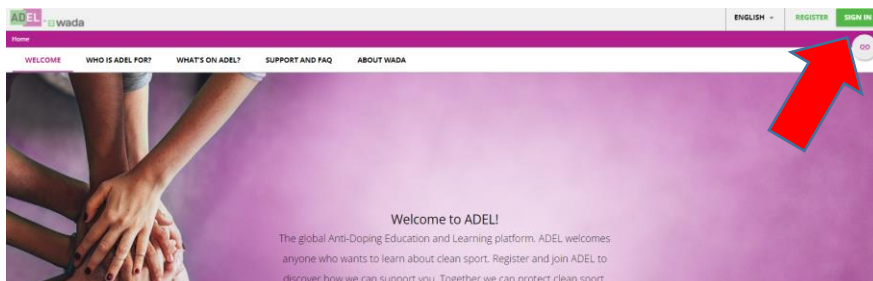 ADEL wada
ENGLISH
REGISTER
SIGN IN
Home
WELCOME
WHO IS ADEL FOR?
WHAT'S ON ADEL?
SUPPORT AND FAQ
ABOUT WADA
Welcome to ADEL!
The global Anti-Doping Education and Learning platform. ADEL welcomes
anyone who wants to learn about clean sport. Register and join ADEL to
discover how we can support you. Together we can protect clean sport